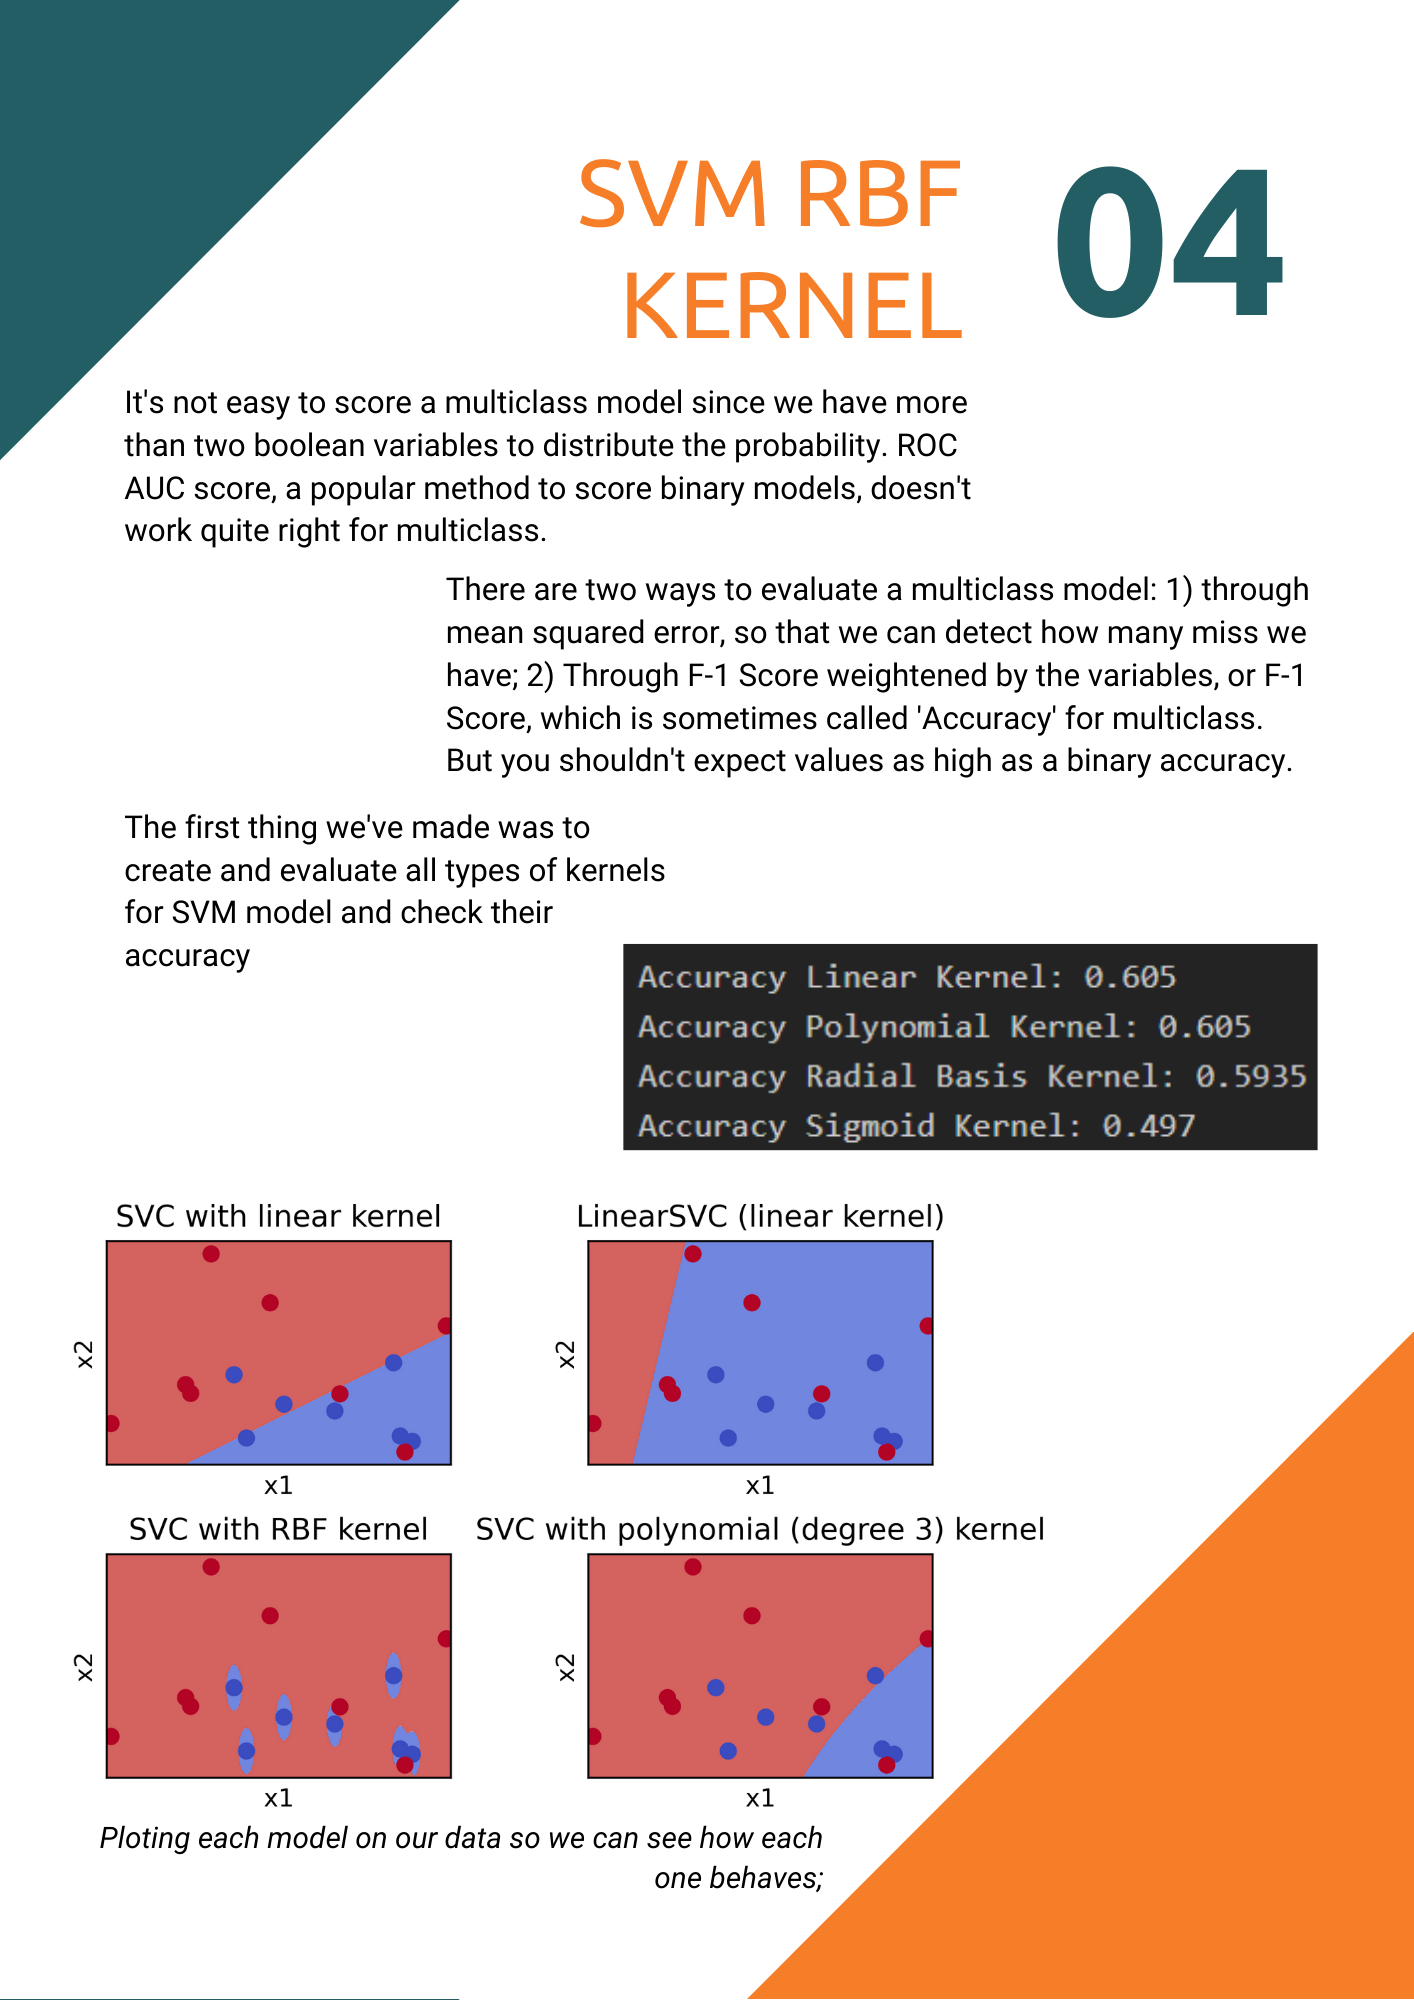 SVM RBF
KERNEL
04
It's not easy to score a multiclass model since we have more
than two boolean variables to distribute the probability. ROC
AUC score, a popular method to score binary models, doesn't
work quite right for multiclass.
There are two ways to evaluate a multiclass model: 1) through
mean squared error, so that we can detect how many miss we
have; 2) Through F-1 Score weightened by the variables, or F-1
Score, which is sometimes called 'Accuracy' for multiclass.
But you shouldn't expect values as high as a binary accuracy.
The first thing we've made was to
create and evaluate all types of kernels
for SVM model and check their
accuracy
Accuracy Linear Kernel: 0.605
Accuracy Polynomial Kernel: 0.605
Accuracy Radial Basis Kernel: 0.5935
Accuracy Sigmoid Kernel: 0.497
SVC with linear kernel
x2
x1
LinearSVC (linear kernel)
x2
x1
SVC with RBF kernel
x2
x1
SVC with polynomial (degree 3) kernel
x2
x1
Ploting each model on our data so we can see how each
one behaves;